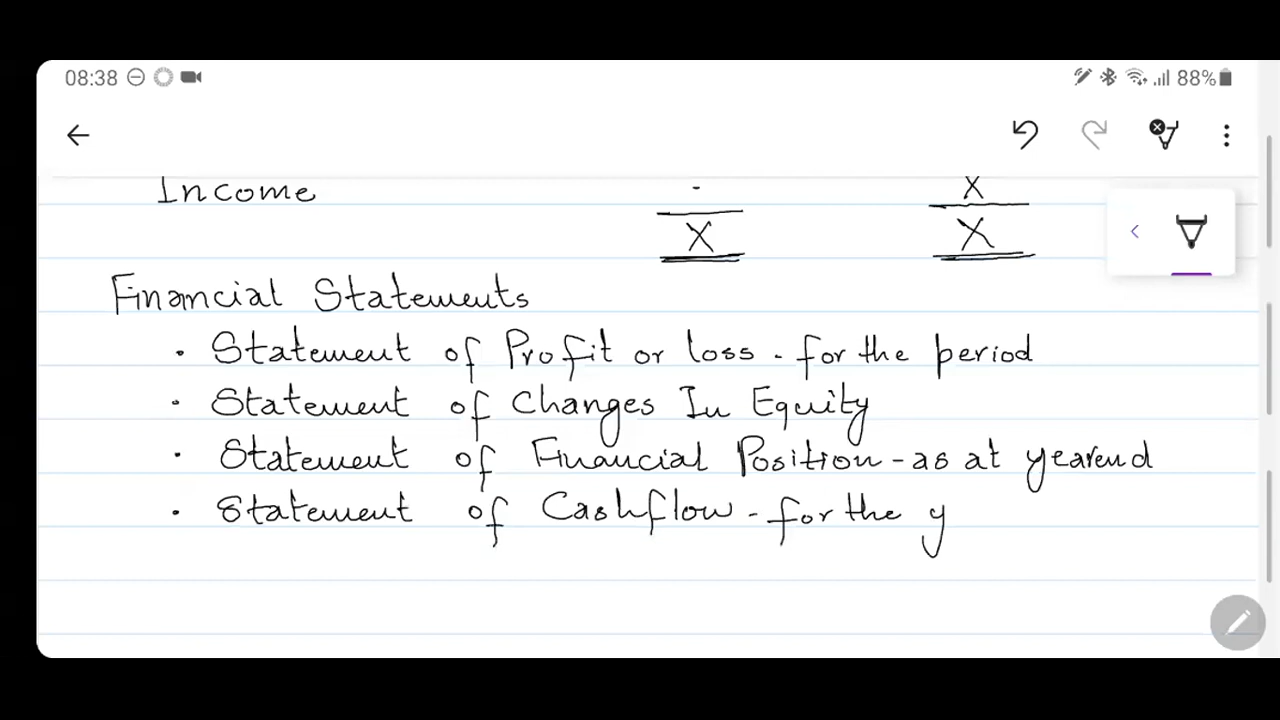 08:38 88%
Income - X
X X
Financial Statements
• Statement of Profit or loss - for the period
• Statement of Changes In Equity
• Statement of Financial Position - as at yearend
• Statement of Cashflow - for the y